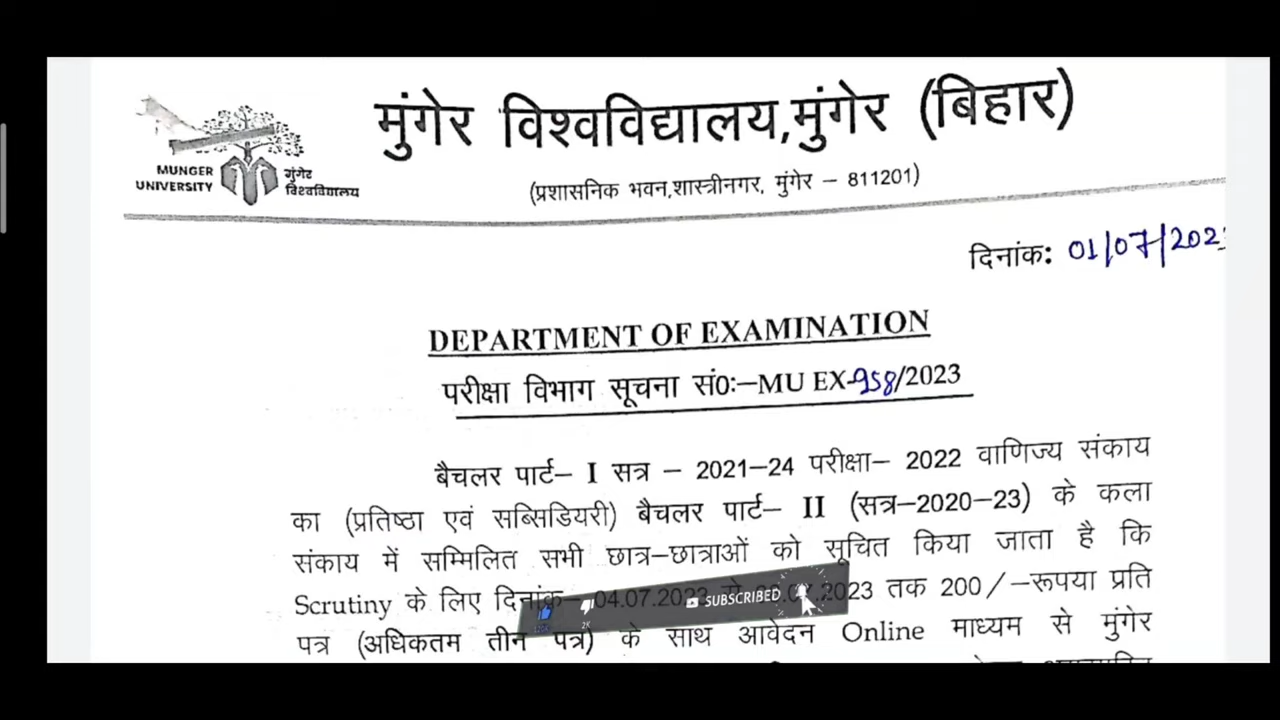 मुंगेर विश्वविद्यालय,मुंगेर (बिहार)
MUNGER UNIVERSITY
मुंगेर विश्वविद्यालय
(प्रशासनिक भवन,शास्त्रीनगर, मुंगेर – 811201)
दिनांक: 01/07/202
DEPARTMENT OF EXAMINATION
परीक्षा विभाग सूचना सं0:–MU EX-958/2023
बैचलर पार्ट– I सत्र – 2021–24 परीक्षा– 2022 वाणिज्य संकाय
का (प्रतिष्ठा एवं सब्सिडियरी) बैचलर पार्ट– II (सत्र–2020–23) के कला
संकाय में सम्मिलित सभी छात्र–छात्राओं को सूचित किया जाता है कि
Scrutiny के लिए दिनांक– 04.07.2023 से .2023 तक 200/–रूपया प्रति
SUBSCRIBED
2K
पत्र (अधिकतम तीन पत्र) के साथ आवेदन Online माध्यम से मुंगेर